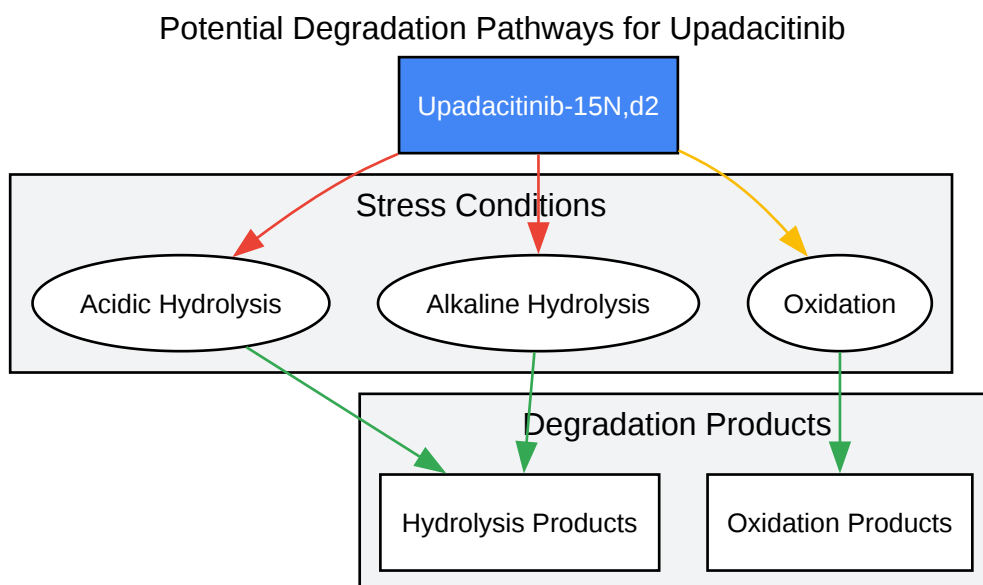 Potential Degradation Pathways for Upadacitinib
Upadacitinib-15N,d2
Stress Conditions
Acidic Hydrolysis
Alkaline Hydrolysis
Oxidation
Degradation Products
Hydrolysis Products
Oxidation Products